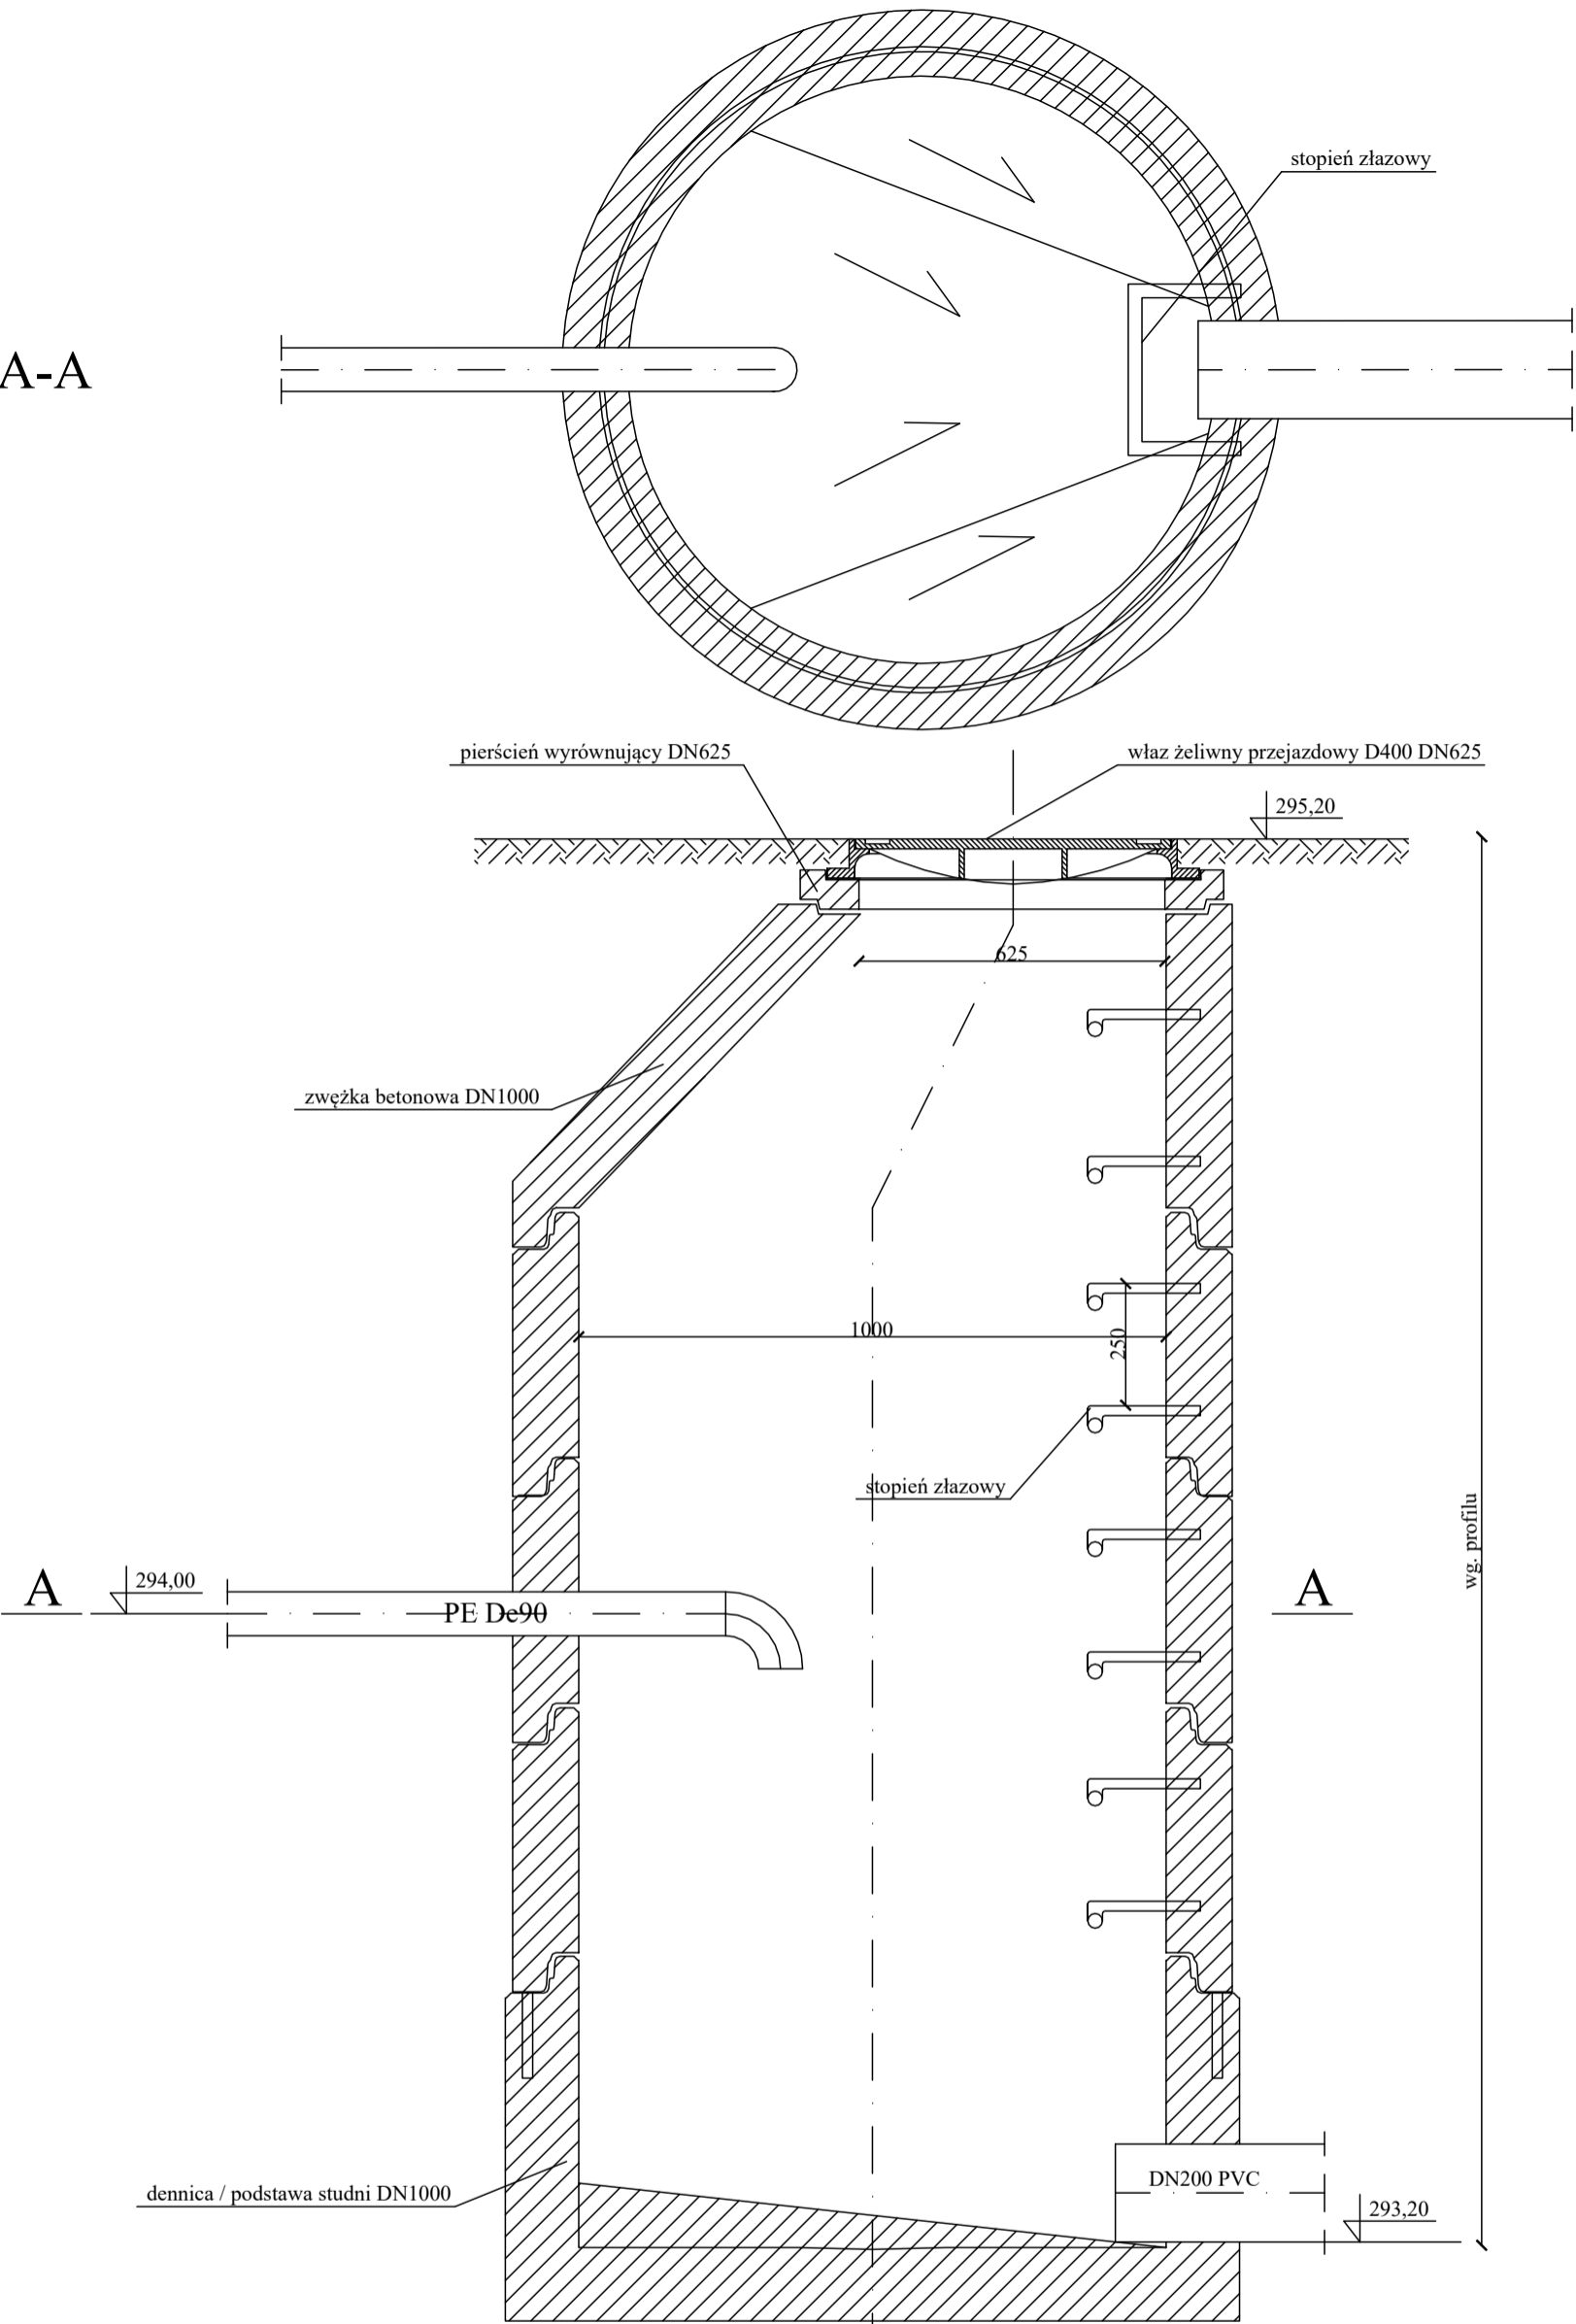 stopień złazowy
A-A
pierścień wyrównujący DN625
właz żeliwny przejazdowy D400 DN625
295,20
625
zwężka betonowa DN1000
1000
250
stopień złazowy
wg. profilu
A
294,00
PE De90
A
DN200 PVC
dennica / podstawa studni DN1000
293,20